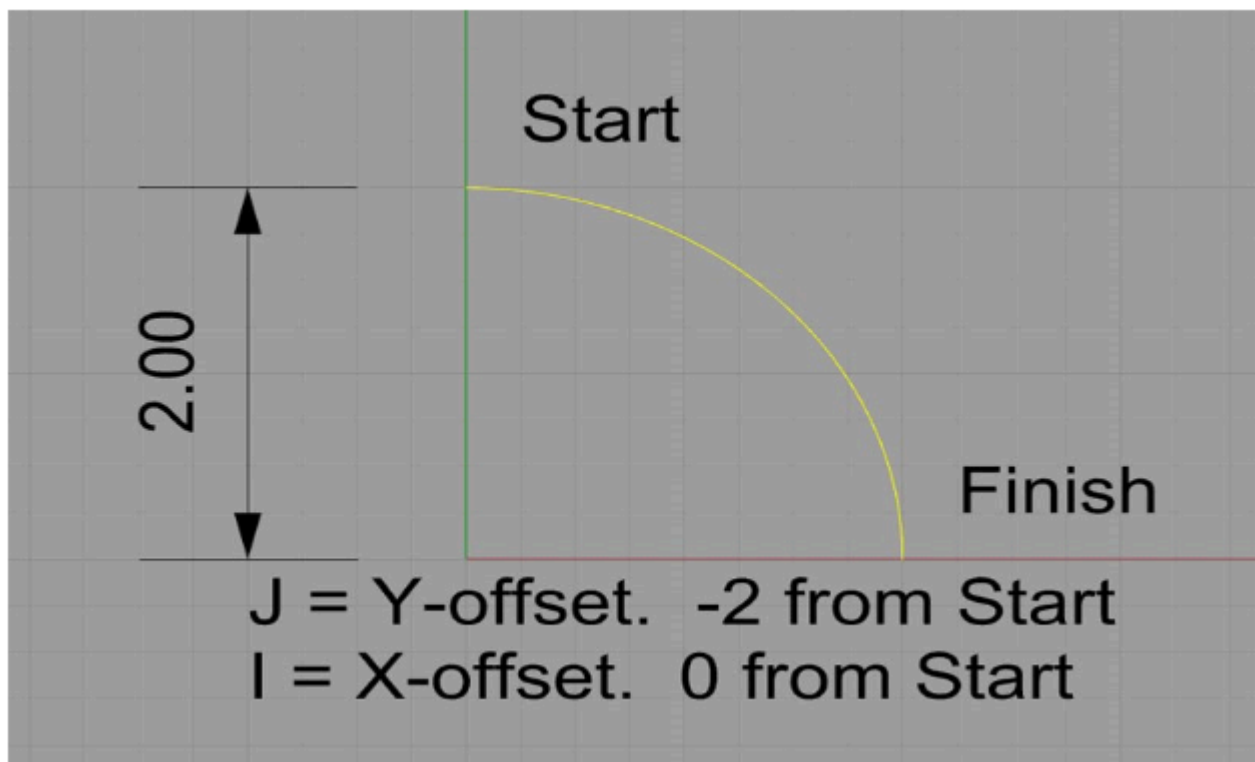 Start
2.00
Finish
J = Y-offset.  -2 from Start
I = X-offset.  0 from Start